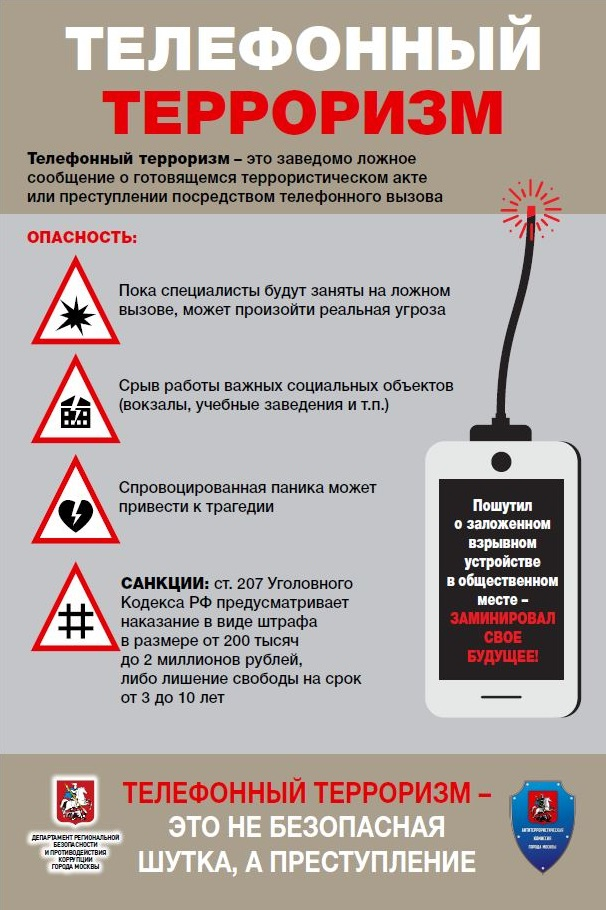 ТЕЛЕФОННЫЙ
ТЕРРОРИЗМ
Телефонный терроризм – это заведомо ложное
сообщение о готовящемся террористическом акте
или преступлении посредством телефонного вызова
ОПАСНОСТЬ:
Пока специалисты будут заняты на ложном
вызове, может произойти реальная угроза
Срыв работы важных социальных объектов
(вокзалы, учебные заведения и т.п.)
Спровоцированная паника может
привести к трагедии
САНКЦИИ: ст. 207 Уголовного
Кодекса РФ предусматривает
наказание в виде штрафа
в размере от 200 тысяч
до 2 миллионов рублей,
либо лишение свободы на срок
от 3 до 10 лет
Пошутил
о заложенном
взрывном
устройстве
в общественном
месте –
ЗАМИНИРОВАЛ
СВОЕ
БУДУЩЕЕ!
ДЕПАРТАМЕНТ РЕГИОНАЛЬНОЙ
БЕЗОПАСНОСТИ
И ПРОТИВОДЕЙСТВИЯ
КОРРУПЦИИ
ГОРОДА МОСКВЫ
ТЕЛЕФОННЫЙ ТЕРРОРИЗМ –
ЭТО НЕ БЕЗОПАСНАЯ
ШУТКА, А ПРЕСТУПЛЕНИЕ
АНТИТЕРРОРИСТИЧЕСКАЯ
КОМИССИЯ
ГОРОДА МОСКВЫ